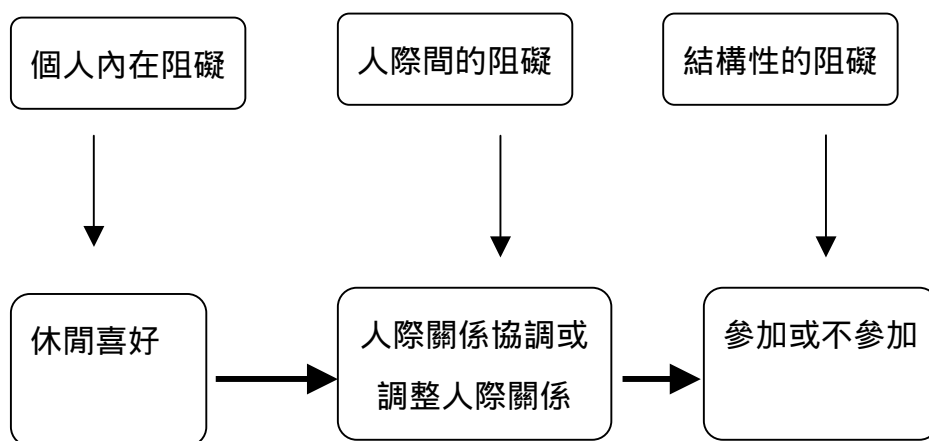 個人內在阻礙
人際間的阻礙
結構性的阻礙
休閒喜好
人際關係協調或
調整人際關係
參加或不參加